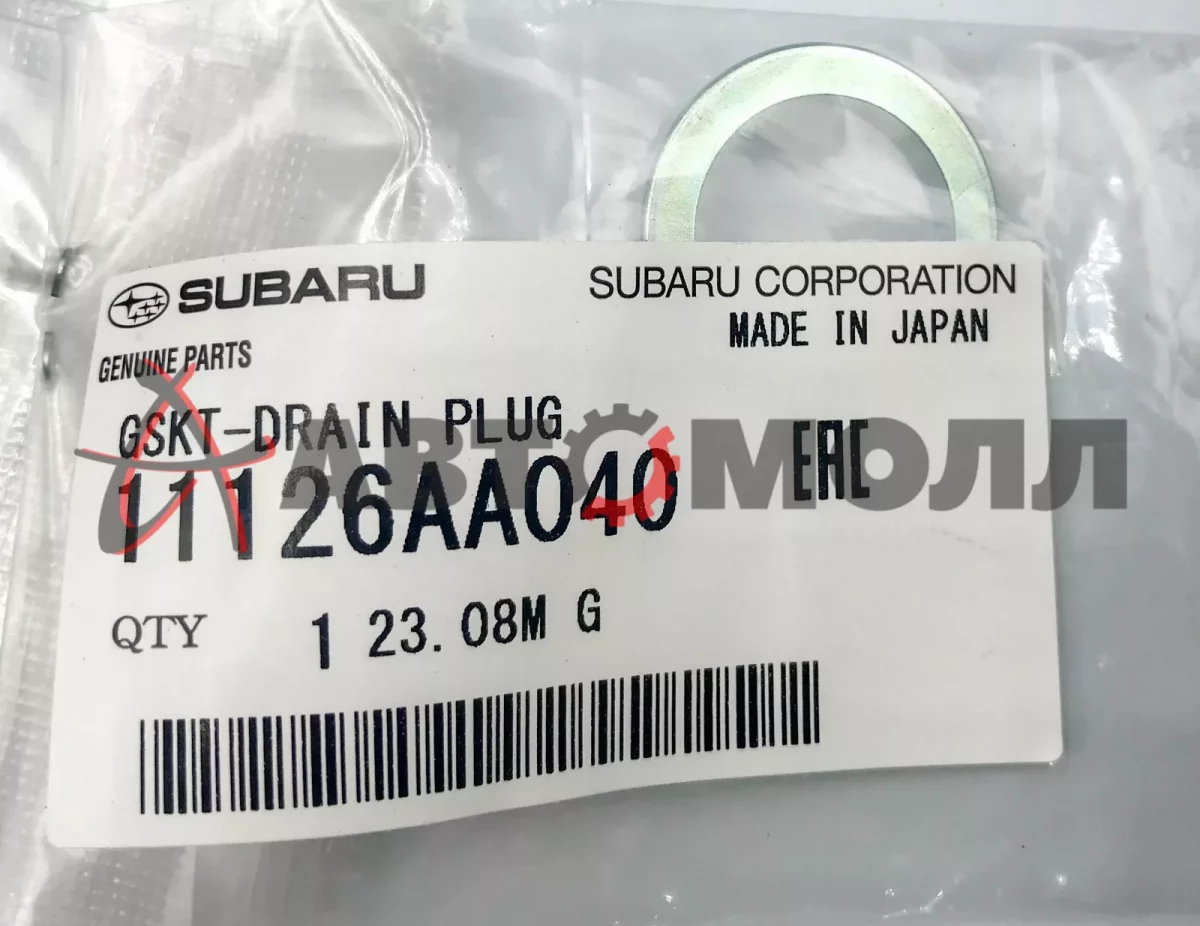 SUBARU
SUBARU CORPORATION
MADE IN JAPAN
GENUINE PARTS
GSKT-DRAIN PLUG
АВТОМОЛЛ
EAC
11126AA040
QTY 1 23.08M G